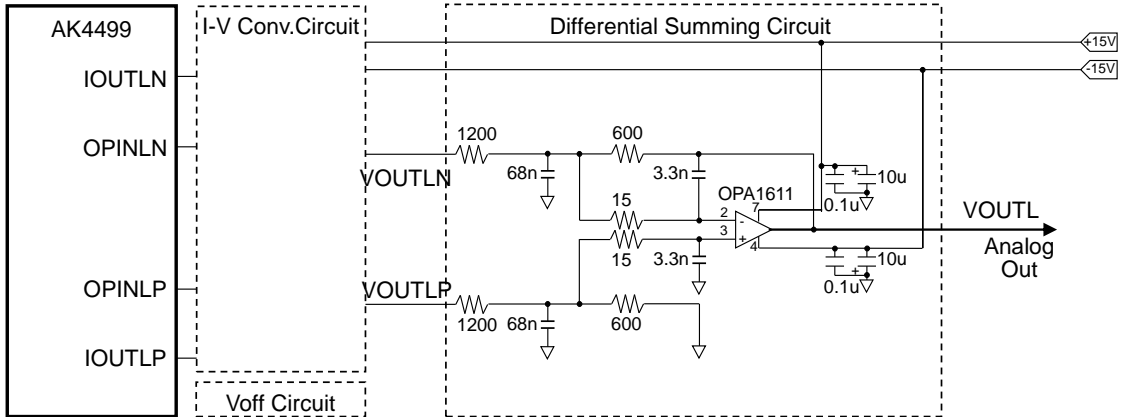 AK4499
I-V Conv.Circuit
Differential Summing Circuit
+15V
-15V
IOUTLN
OPINLN
1200
600
VOUTLN
68n
3.3n
OPA1611
+
10u
0.1u
15
2
-
7
3
+
4
VOUTL
Analog
Out
15
3.3n
10u
0.1u
+
OPINLP
VOUTLP
1200
68n
600
IOUTLP
Voff Circuit